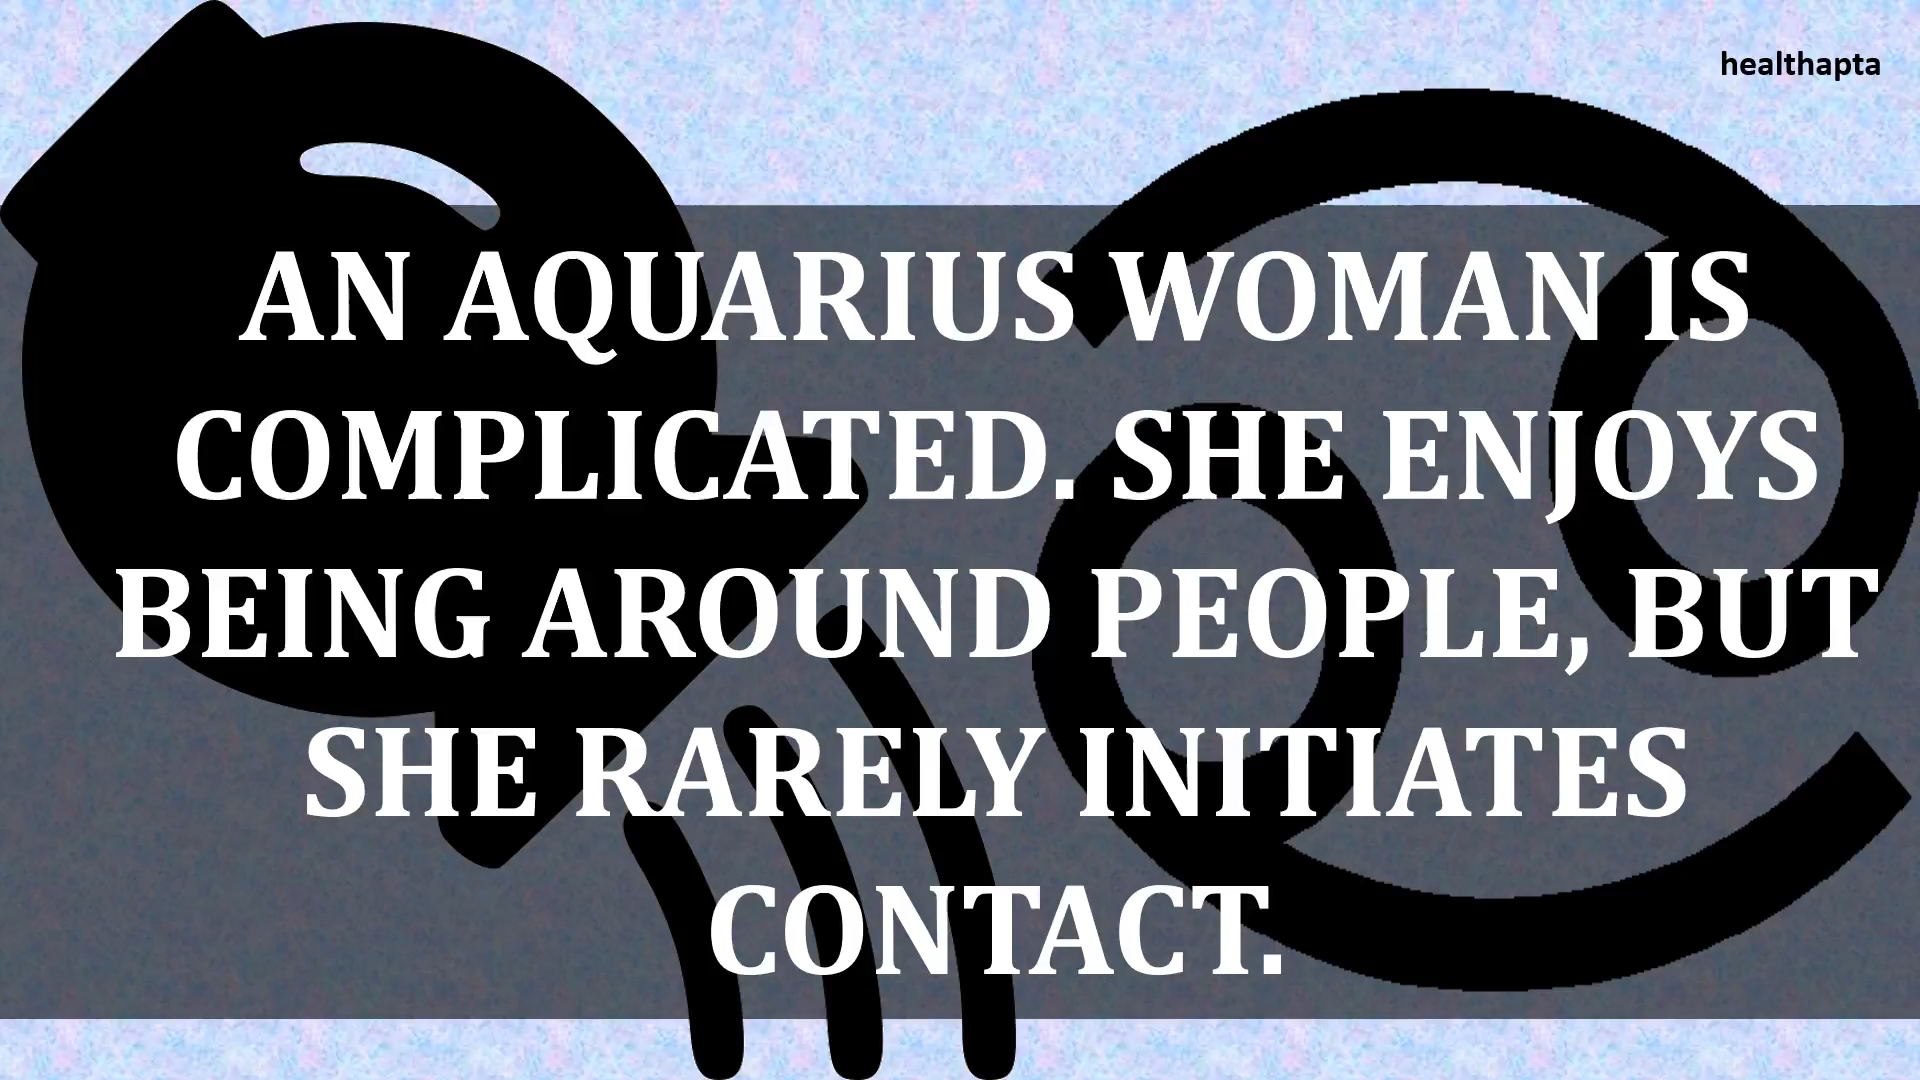 healthapta
AN AQUARIUS WOMAN IS
COMPLICATED. SHE ENJOYS
BEING AROUND PEOPLE, BUT
SHE RARELY INITIATES
CONTACT.